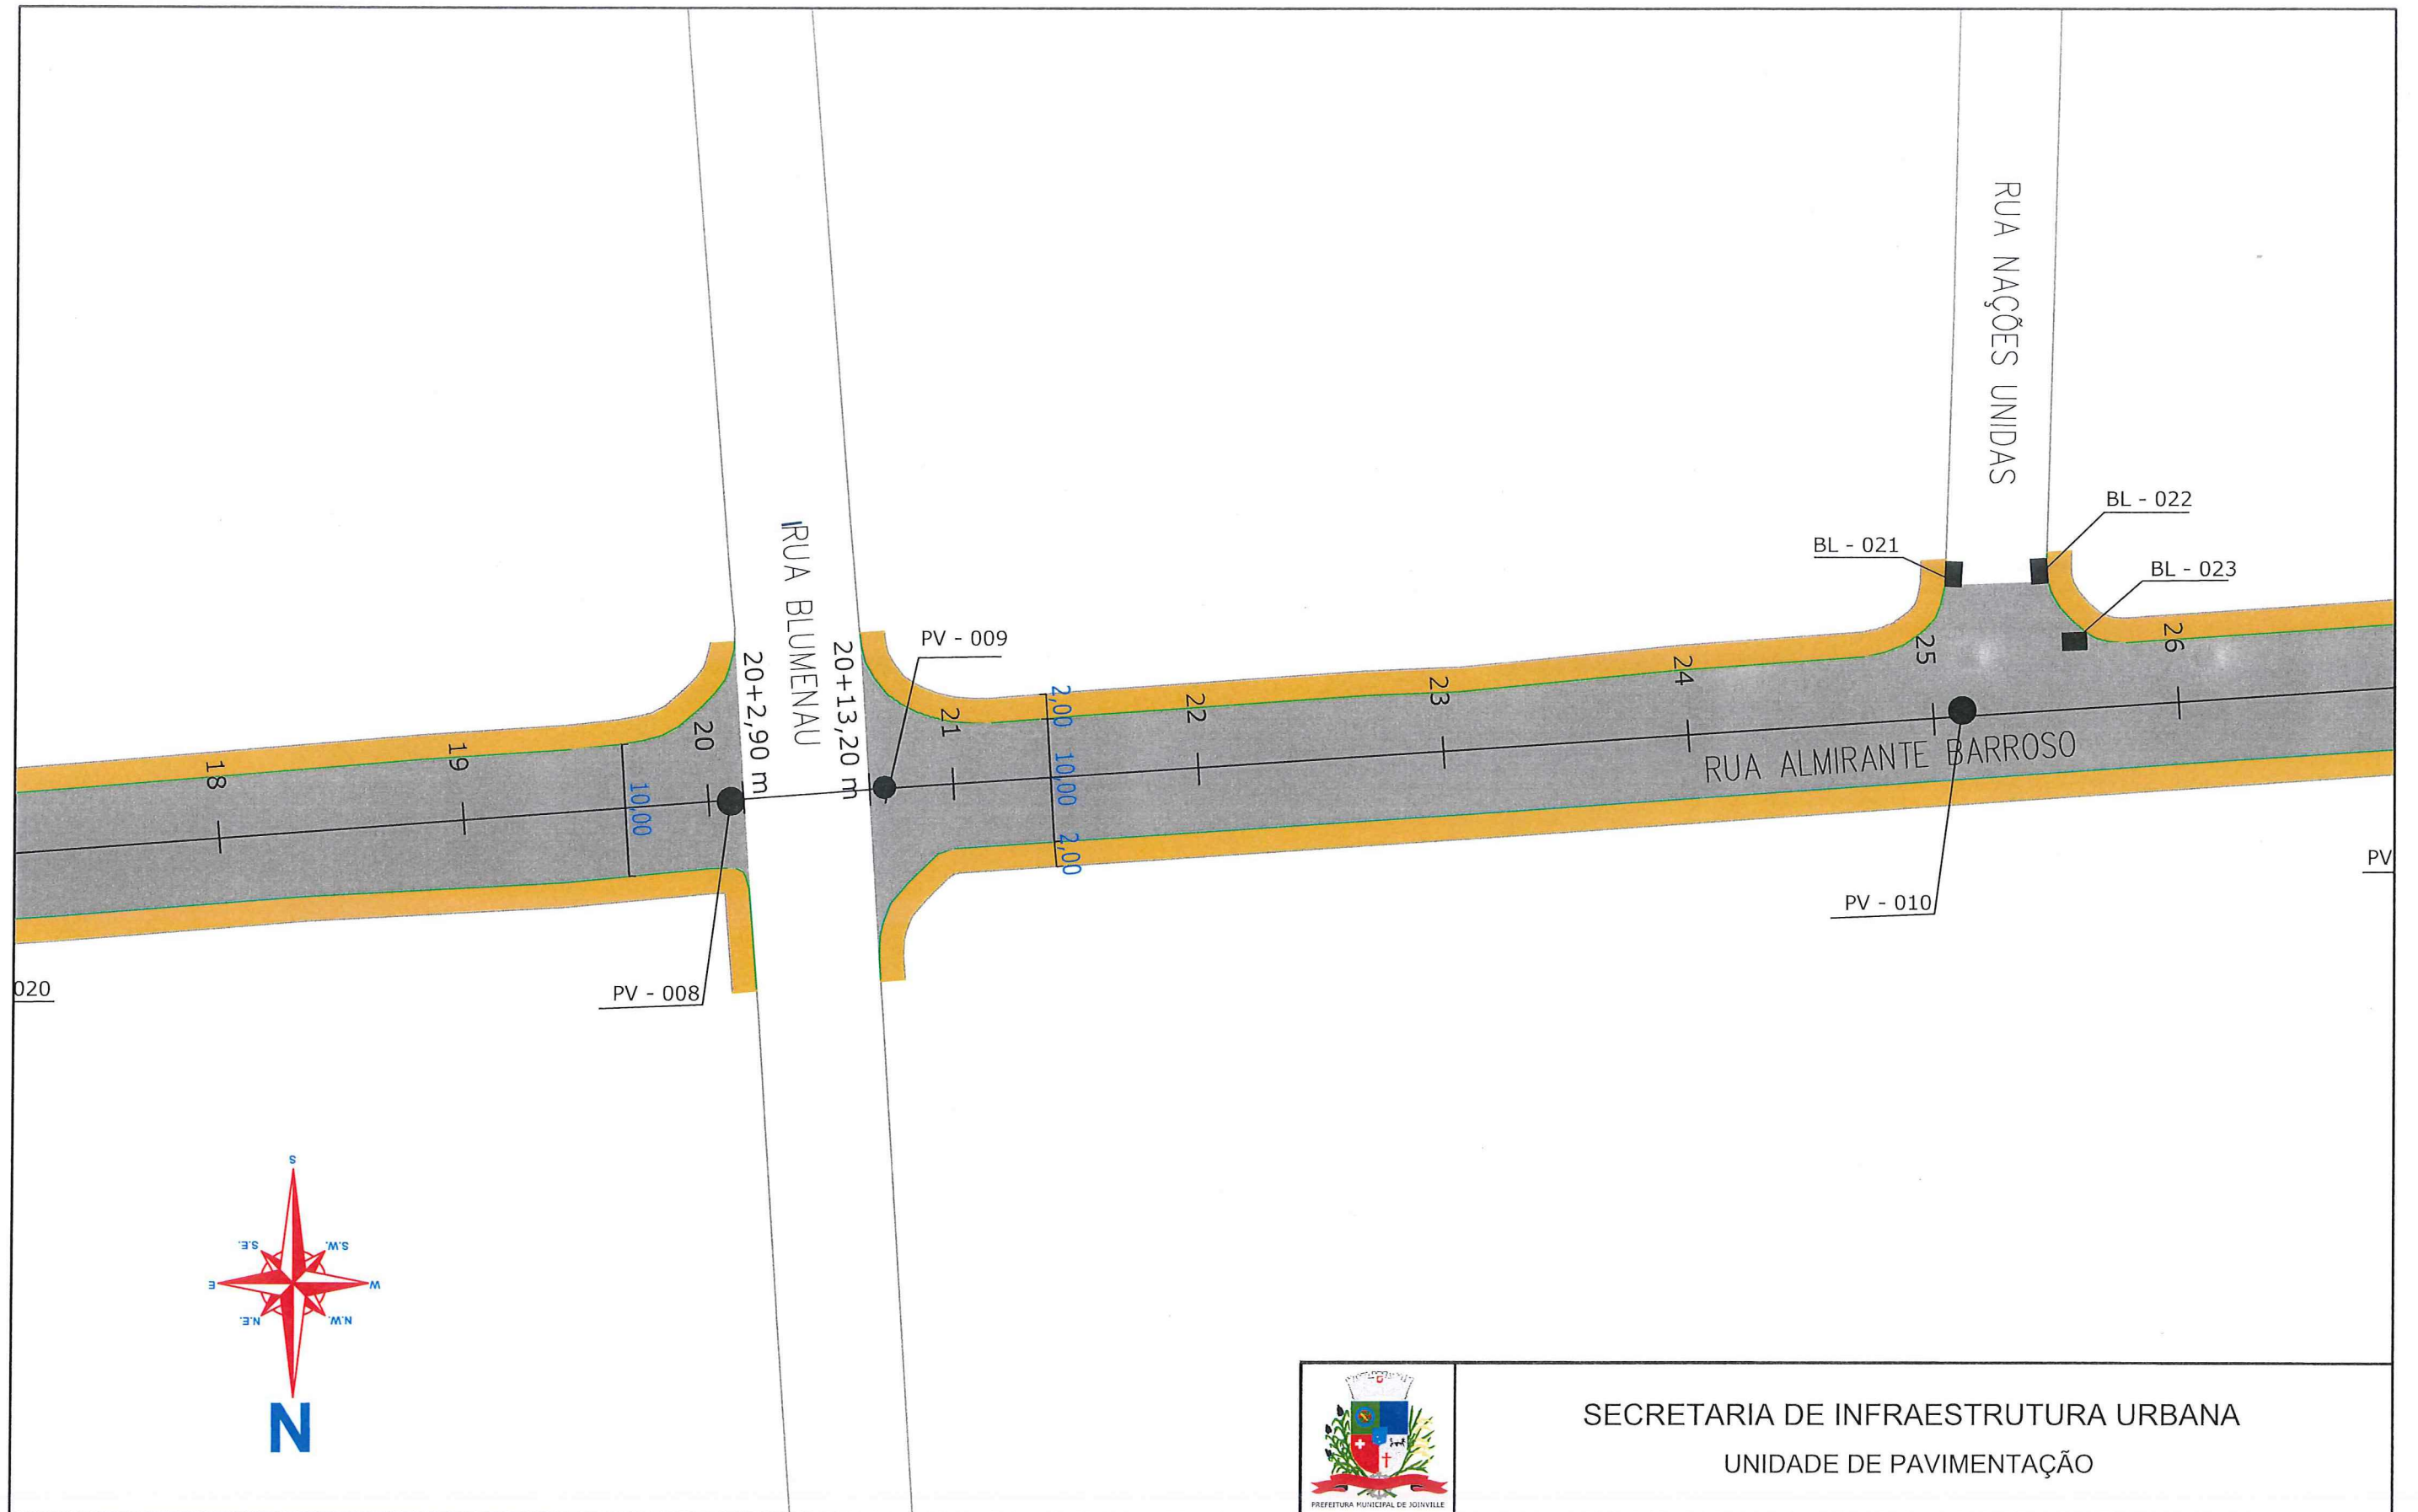 RUA NAÇÕES UNIDAS
BL - 022
BL - 021
BL - 023
RUA BLUMENAU
20+2,90 m
20+13,20 m
PV - 009
18
19
20
21
22
23
24
25
26
2,00
10,00
2,00
10,00
RUA ALMIRANTE BARROSO
PV
PV - 010
020
PV - 008
S
S.E.
S.W.
E
W
N.E.
N.W.
N
SECRETARIA DE INFRAESTRUTURA URBANA
UNIDADE DE PAVIMENTAÇÃO
PREFEITURA MUNICIPAL DE JOINVILLE